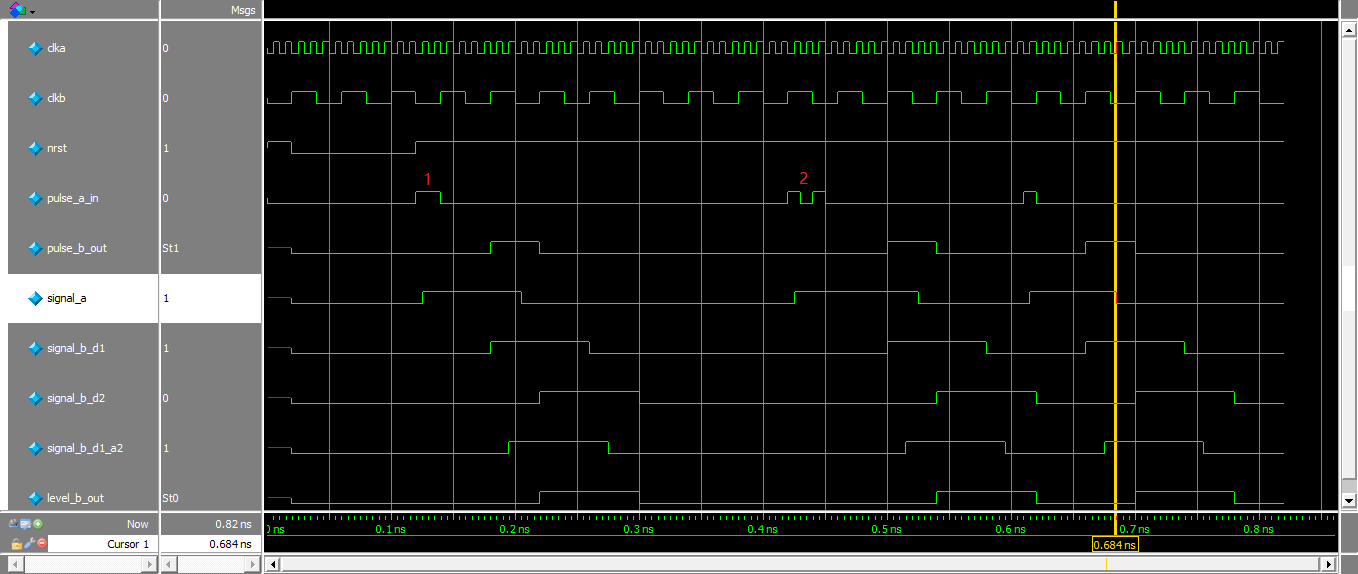 Msgs
clka 0
clkb 0
nrst 1
1 2
pulse_a_in 0
pulse_b_out St1
signal_a 1
signal_b_d1 1
signal_b_d2 0
signal_b_d1_a2 1
level_b_out St0
Now 0.82 ns
0 ns 0.1 ns 0.2 ns 0.3 ns 0.4 ns 0.5 ns 0.6 ns 0.7 ns 0.8 ns
Cursor 1 0.684 ns 0.684 ns